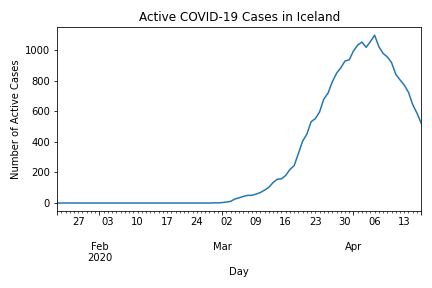 Active COVID-19 Cases in Iceland
Number of Active Cases
1000
800
600
400
200
0
27 03 10 17 24 02 09 16 23 30 06 13
Feb Mar Apr
2020
Day